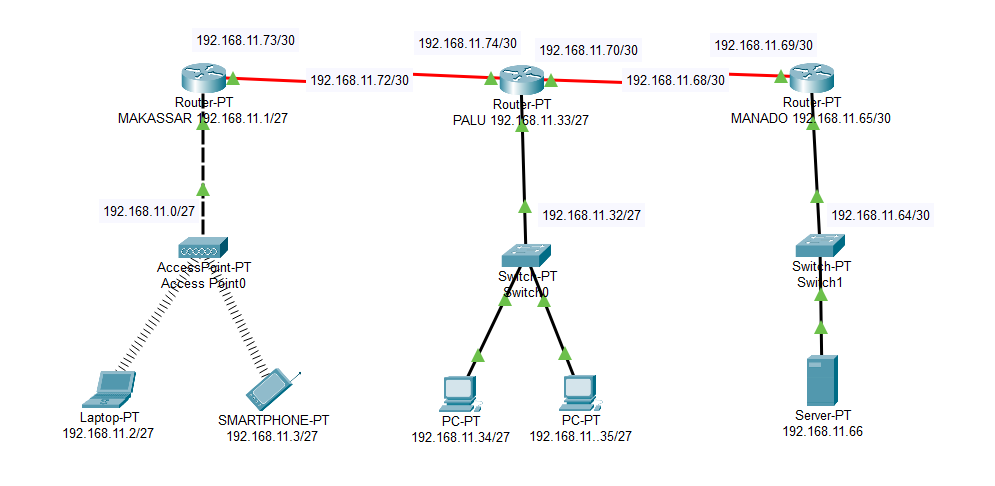 192.168.11.73/30
192.168.11.74/30
192.168.11.70/30
192.168.11.69/30
192.168.11.72/30
192.168.11.68/30
Router-PT
MAKASSAR 192.168.11.1/27
Router-PT
PALU 192.168.11.33/27
Router-PT
MANADO 192.168.11.65/30
192.168.11.0/27
192.168.11.32/27
192.168.11.64/30
AccessPoint-PT
Access Point0
Switch-PT
Switch0
Switch-PT
Switch1
Laptop-PT
192.168.11.2/27
SMARTPHONE-PT
192.168.11.3/27
PC-PT
192.168.11.34/27
PC-PT
192.168.11..35/27
Server-PT
192.168.11.66